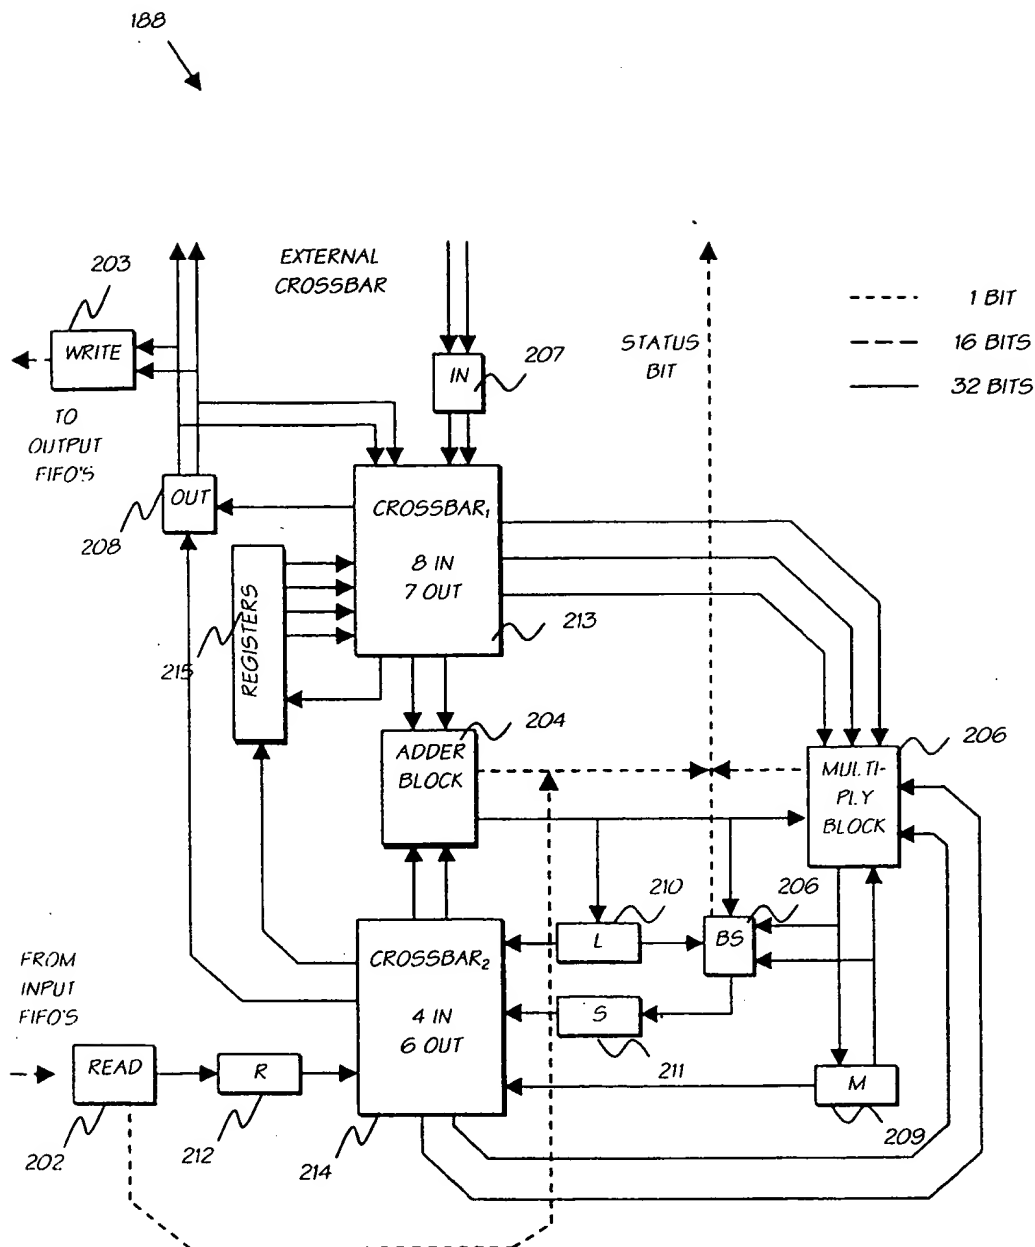 188
EXTERNAL
CROSSBAR
203
WRITE
TO
OUTPUT
FIFO'S
IN
207
STATUS
BIT
1 BIT
16 BITS
32 BITS
OUT
208
CROSSBAR1
8 IN
7 OUT
213
REGISTERS
215
204
ADDER
BLOCK
206
MULTI-
PLY
BLOCK
210
L
206
BS
CROSSBAR2
4 IN
6 OUT
S
211
FROM
INPUT
FIFO'S
READ
202
R
212
214
M
209